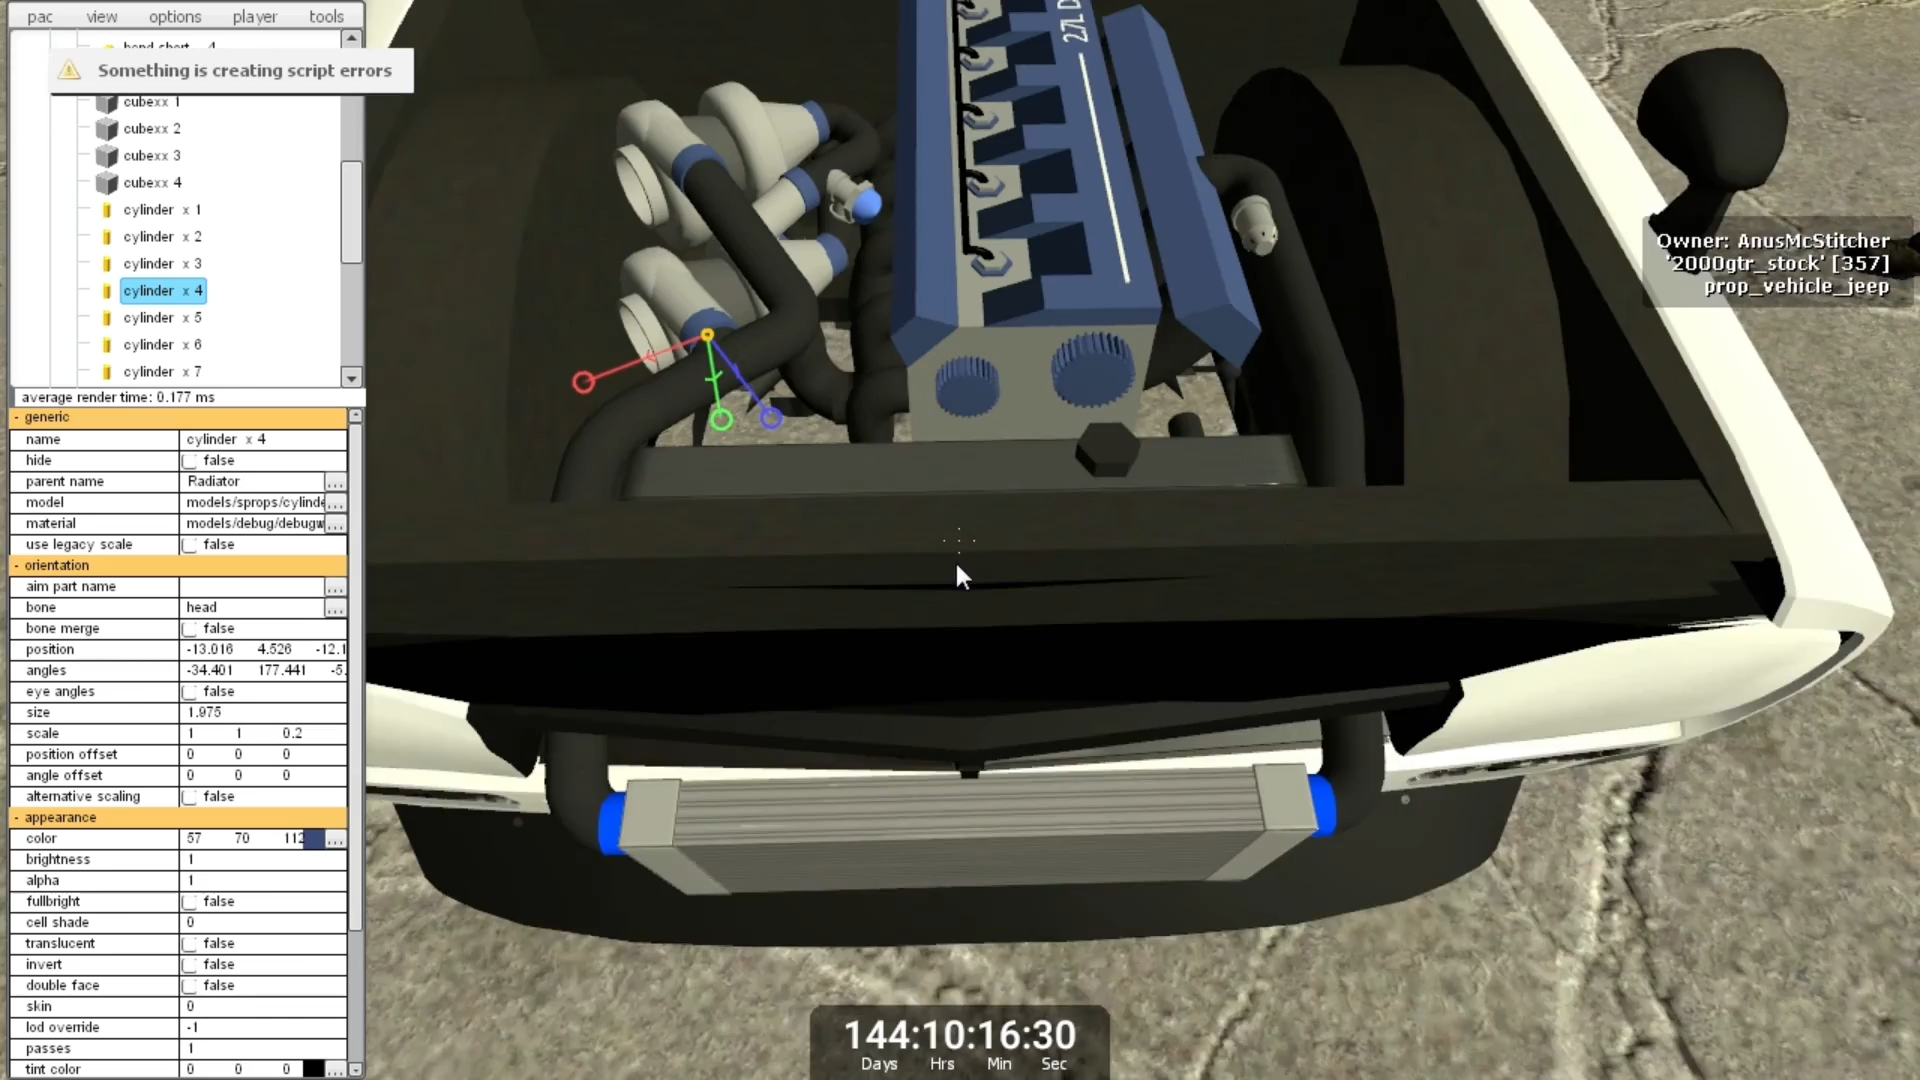 pac view options player tools
Something is creating script errors
cubexx 1
cubexx 2
cubexx 3
cubexx 4
cylinder x 1
cylinder x 2
cylinder x 3
cylinder x 4
cylinder x 5
cylinder x 6
cylinder x 7
average render time: 0.177 ms
- generic
name cylinder x 4
hide false
parent name Radiator ...
model models/sprops/cylinde ...
material models/debug/debugw ...
use legacy scale false
- orientation
aim part name ...
bone head ...
bone merge false
position -13.016 4.526 -12.1
angles -34.401 177.441 -5.
eye angles false
size 1.975
scale 1 1 0.2
position offset 0 0 0
angle offset 0 0 0
alternative scaling false
- appearance
color 57 70 112 ...
brightness 1
alpha 1
fullbright false
cell shade 0
translucent false
invert false
double face false
skin 0
lod override -1
passes 1
tint color 0 0 0 ...
2.7L
Owner: AnusMcStitcher
'2000gtr_stock' [357]
prop_vehicle_jeep
144:10:16:30
Days Hrs Min Sec